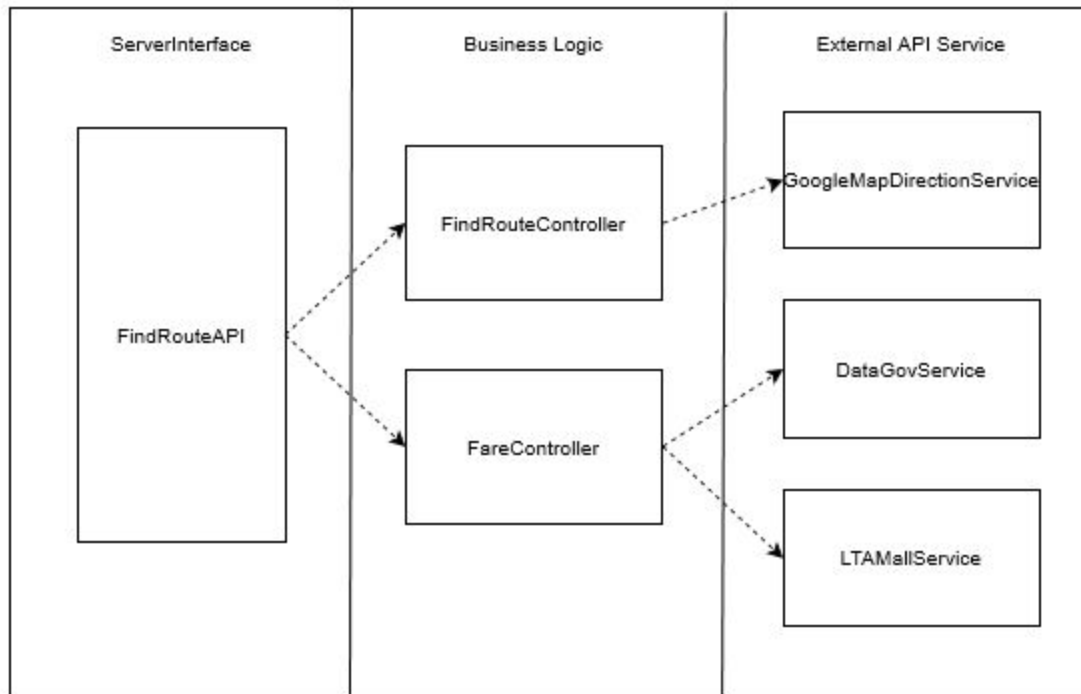 ServerInterface
Business Logic
External API Service
FindRouteAPI
FindRouteController
FareController
GoogleMapDirectionService
DataGovService
LTAMallService